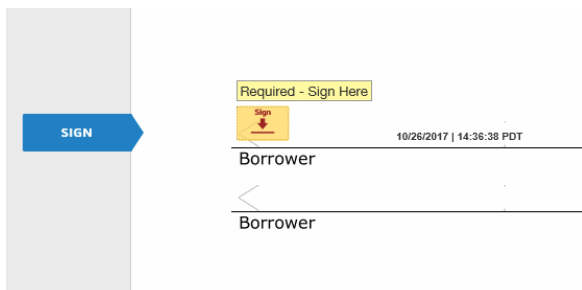 Required - Sign Here
Sign
SIGN
10/26/2017 | 14:36:38 PDT
Borrower
Borrower